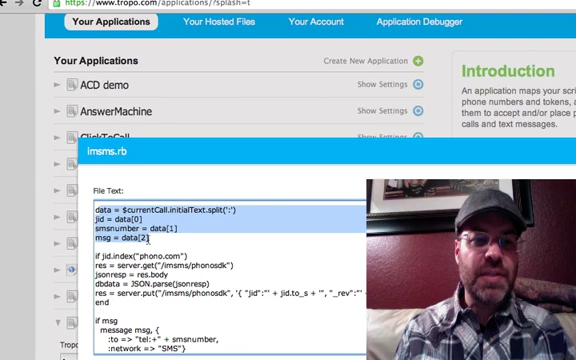 https://www.tropo.com/applications/?splash=t
Your Applications
Your Hosted Files
Your Account
Application Debugger
Your Applications
Create New Application
ACD demo
Show Settings
AnswerMachine
Show Settings
ClickToCall
Introduction
An application maps your scri
phone numbers and tokens, a
them to accept and/or place p
calls and text messages.
imsms.rb
File Text:
data = $currentCall.initialText.split(':')
jid = data[0]
smsnumber = data[1]
msg = data[2]
if jid.index("phono.com")
res = server.get("/imsms/phonosdk")
jsonresp = res.body
dbdata = JSON.parse(jsonresp)
res = server.put("/imsms/phonosdk", '{ "jid":"' + jid.to_s + '", "_rev":"' +
end
if msg
message msg, {
:to => "tel:+" + smsnumber,
:network => "SMS"}
Tropo